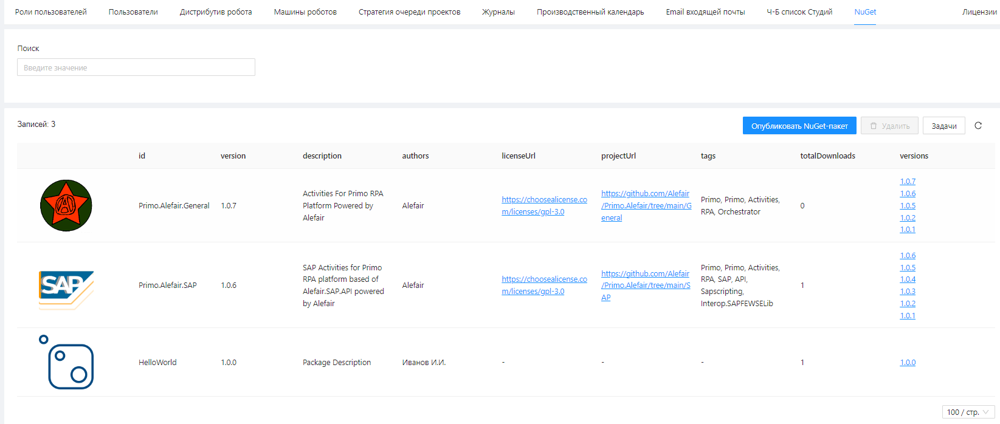 Роли пользователей Пользователи Дистрибутив робота Машины роботов Стратегия очереди проектов Журналы Производственный календарь Email входящей почты Ч-Б список Студий NuGet Лицензии
Поиск
Введите значение
Записей: 3
Опубликовать NuGet-пакет Удалить Задачи
id version description authors licenseUrl projectUrl tags totalDownloads versions
Primo.Alefair.General
1.0.7
Activities For Primo RPA
Platform Powered by
Alefair
Alefair
https://choosealicense.co
m/licenses/gpl-3.0
https://github.com/Alefair
/Primo.Alefair/tree/main/G
eneral
Primo, Primo, Activities,
RPA, Orchestrator
0
1.0.7
1.0.6
1.0.5
1.0.2
1.0.1
SAP
Primo.Alefair.SAP
1.0.6
SAP Activities for Primo
RPA platform based of
Alefair.SAP.API powered
by Alefair
Alefair
https://choosealicense.co
m/licenses/gpl-3.0
https://github.com/Alefair
/Primo.Alefair/tree/main/S
AP
Primo, Primo, Activities,
RPA, SAP, API,
Sapscripting,
Interop.SAPFEWSELib
1
1.0.6
1.0.5
1.0.4
1.0.3
1.0.2
1.0.1
HelloWorld
1.0.0
Package Description
Иванов И.И.
-
-
-
1
1.0.0
100 / стр.